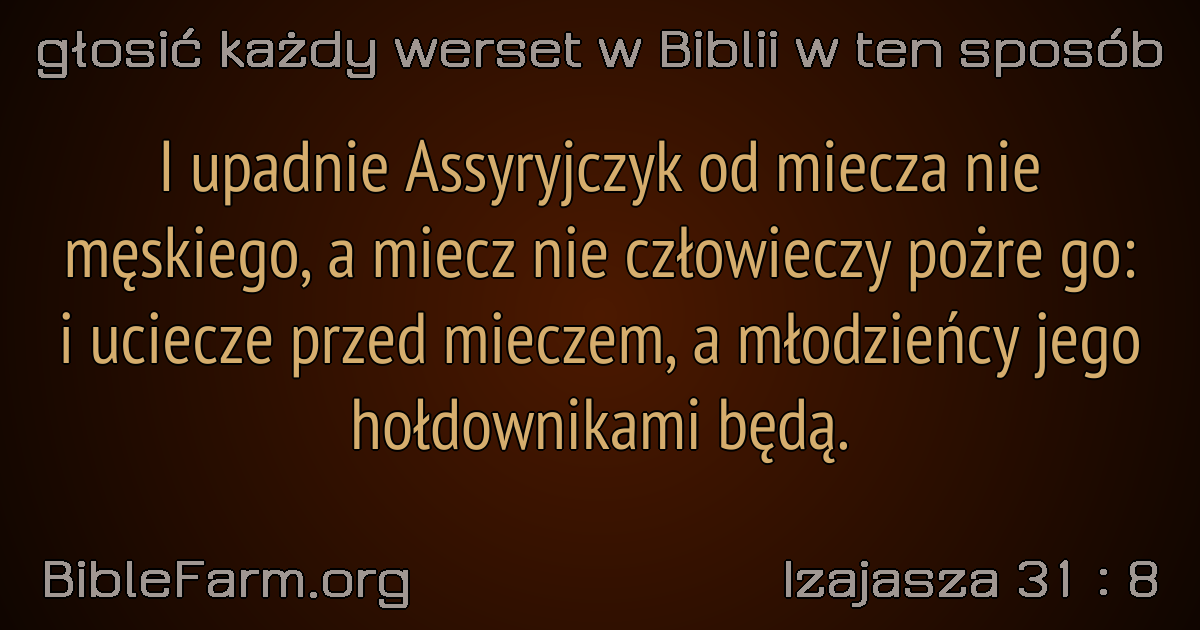 głosić każdy werset w Biblii w ten sposób
I upadnie Assyryjczyk od miecza nie
męskiego, a miecz nie człowieczy pożre go:
i uciecze przed mieczem, a młodzieńcy jego
hołdownikami będą.
BibleFarm.org
Izajasza 31 : 8